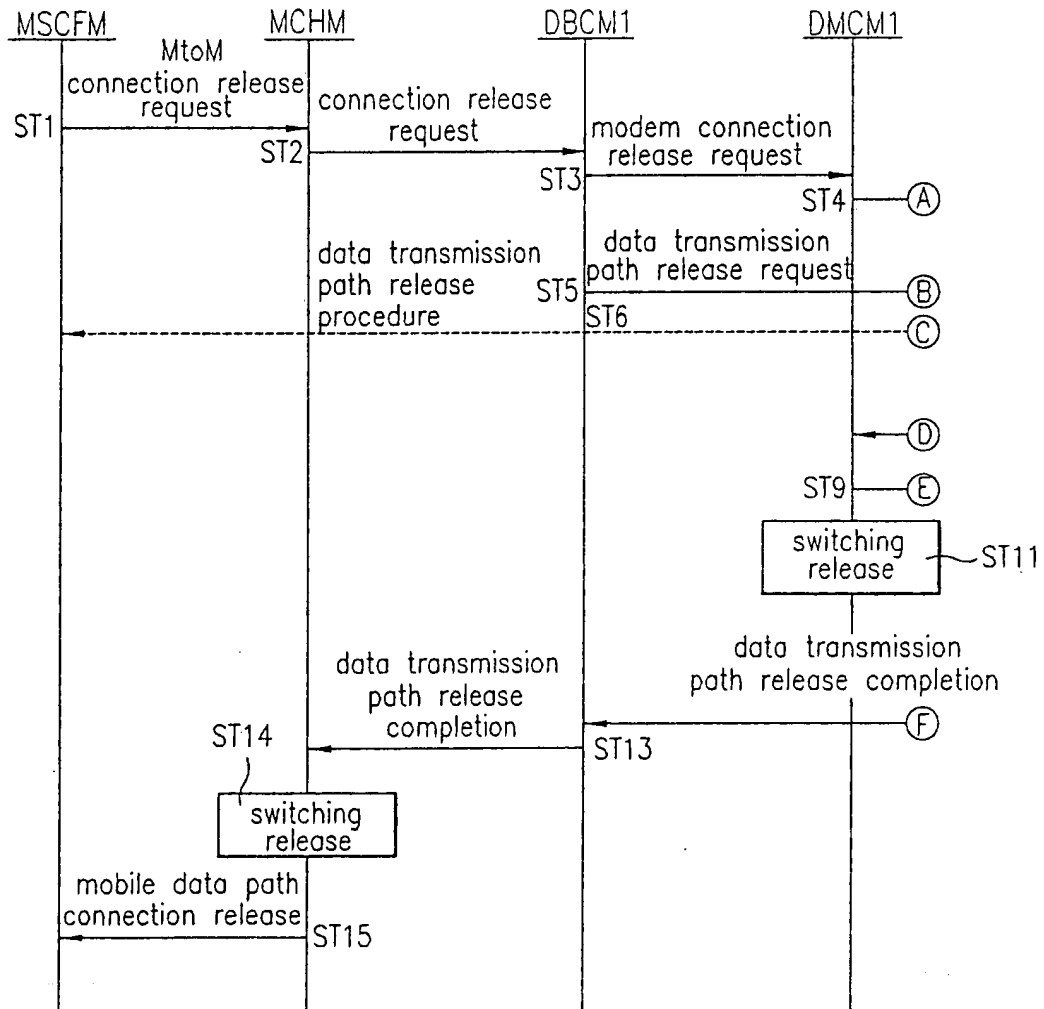 MSCFM
MCHM
DBCM1
DMCM1
MtoM
connection release
request
ST1
connection release
request
ST2
modem connection
release request
ST3
ST4
A
data transmission
path release
procedure
data transmission
path release request
ST5
B
ST6
C
D
ST9
E
switching
release
ST11
data transmission
path release completion
F
data transmission
path release
completion
ST13
ST14
switching
release
mobile data path
connection release
ST15